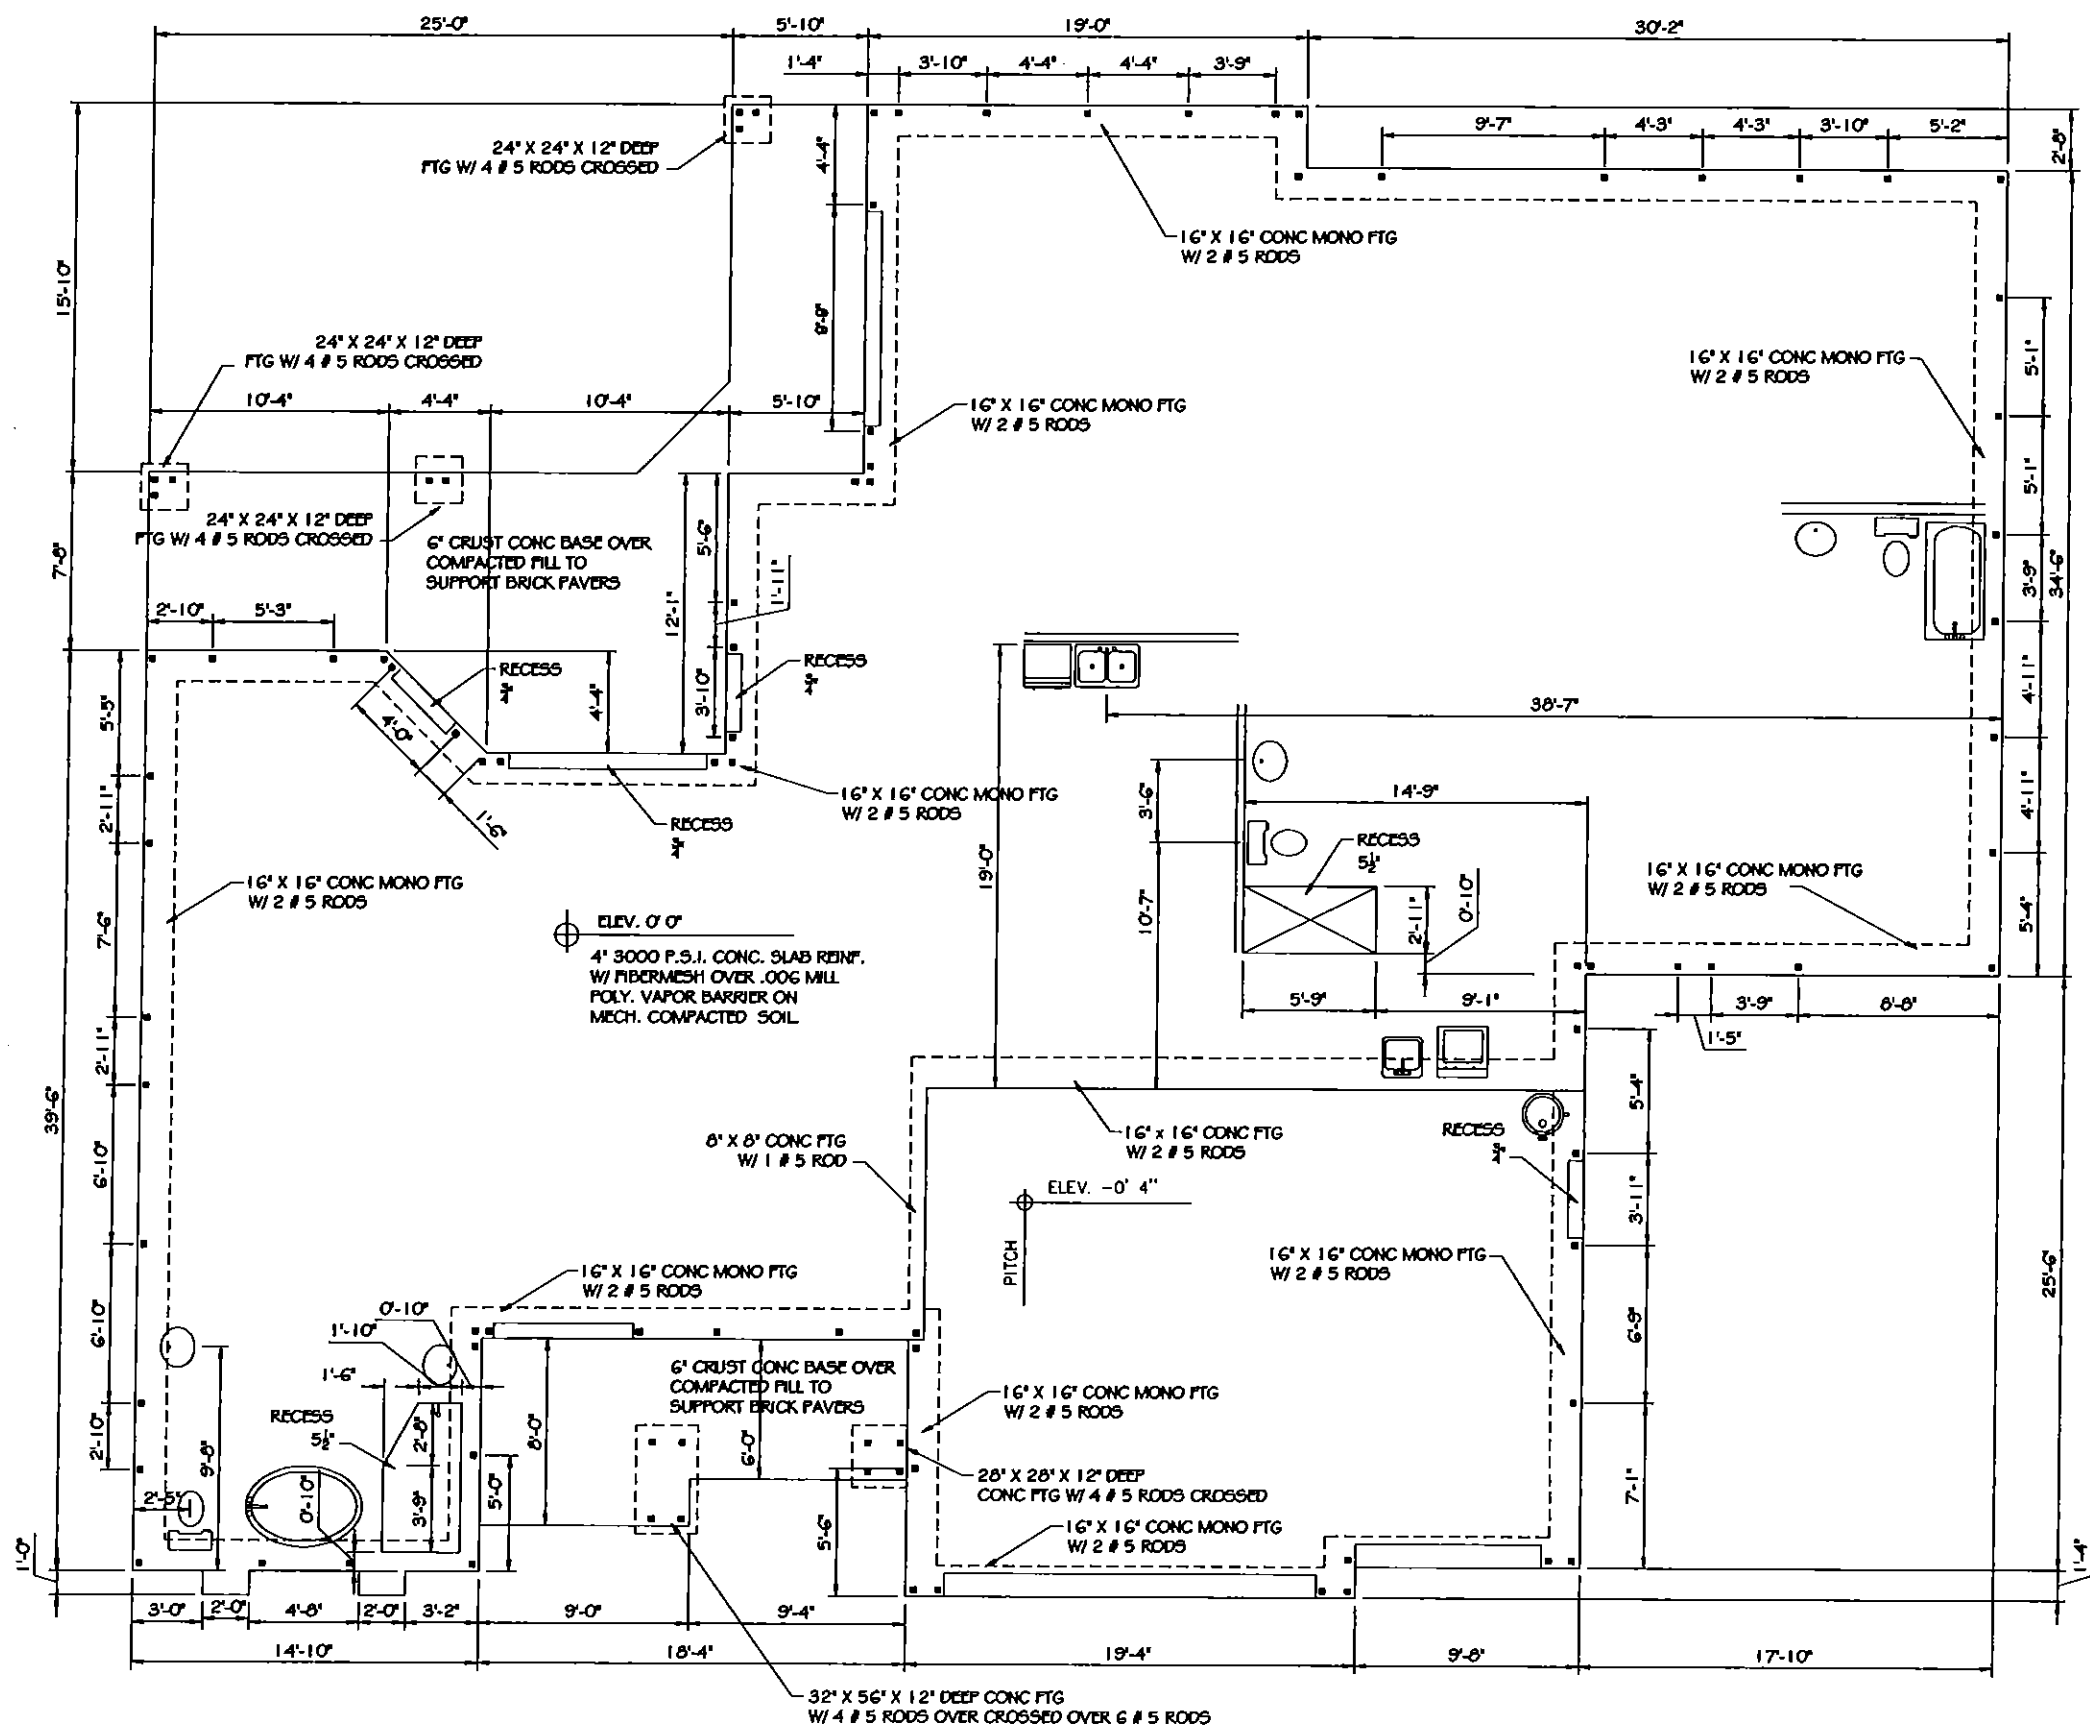 25'-0" 5'-10" 19'-0" 30'-2"
1'-4" 3'-10" 4'-4" 4'-4" 3'-9"
9'-7" 4'-3" 4'-3" 3'-10" 5'-2"
2'-8"
24" X 24" X 12" DEEP
FTG W/ 4 # 5 RODS CROSSED
4'-4"
16" X 16" CONC MONO FTG
W/ 2 # 5 RODS
15'-10"
9'-9"
24" X 24" X 12" DEEP
FTG W/ 4 # 5 RODS CROSSED
16" X 16" CONC MONO FTG
W/ 2 # 5 RODS
5'-1"
10'-4" 4'-4" 10'-4" 5'-10"
16" X 16" CONC MONO FTG
W/ 2 # 5 RODS
5'-1"
24" X 24" X 12" DEEP
FTG W/ 4 # 5 RODS CROSSED
6" CRUST CONC BASE OVER
COMPACTED FILL TO
SUPPORT BRICK PAVERS
7'-8"
5'-6"
1'-11"
12'-1"
3'-9"
34'-6"
2'-10" 5'-3"
RECESS
RECESS
4'-4"
3'-10"
4'-11"
5'-5"
4'-0"
38'-7"
1'-6"
16" X 16" CONC MONO FTG
W/ 2 # 5 RODS
RECESS
2'-11"
3'-6"
14'-9"
4'-11"
RECESS
5½"
16" X 16" CONC MONO FTG
W/ 2 # 5 RODS
19'-0"
16" X 16" CONC MONO FTG
W/ 2 # 5 RODS
7'-6"
10'-7"
2'-11"
0'-10"
5'-4"
ELEV. 0' 0"
4" 3000 P.S.I. CONC. SLAB REINF.
W/ FIBERMESH OVER .006 MILL
POLY. VAPOR BARRIER ON
MECH. COMPACTED SOIL
5'-9" 9'-1"
3'-9" 8'-8"
1'-5"
2'-11"
39'-6"
5'-4"
6'-10"
8" X 8" CONC FTG
W/ 1 # 5 ROD
16" x 16" CONC FTG
W/ 2 # 5 RODS
RECESS
3'-11"
ELEV. -0' 4"
PITCH
16" X 16" CONC MONO FTG
W/ 2 # 5 RODS
16" X 16" CONC MONO FTG
W/ 2 # 5 RODS
25'-6"
6'-10"
6'-9"
0'-10"
1'-10"
1'-6"
6" CRUST CONC BASE OVER
COMPACTED FILL TO
SUPPORT BRICK PAVERS
16" X 16" CONC MONO FTG
W/ 2 # 5 RODS
RECESS
5½"
2'-10"
9'-8"
2'-8"
8'-0"
6'-0"
28" X 28" X 12" DEEP
CONC FTG W/ 4 # 5 RODS CROSSED
2'-5"
0'-10"
3'-9"
5'-0"
7'-1"
16" X 16" CONC MONO FTG
W/ 2 # 5 RODS
5'-6"
1'-0"
1'-4"
3'-0" 2'-0" 4'-8" 2'-0" 3'-2" 9'-0" 9'-4"
14'-10" 18'-4" 19'-4" 9'-8" 17'-10"
32" X 56" X 12" DEEP CONC FTG
W/ 4 # 5 RODS OVER CROSSED OVER 6 # 5 RODS